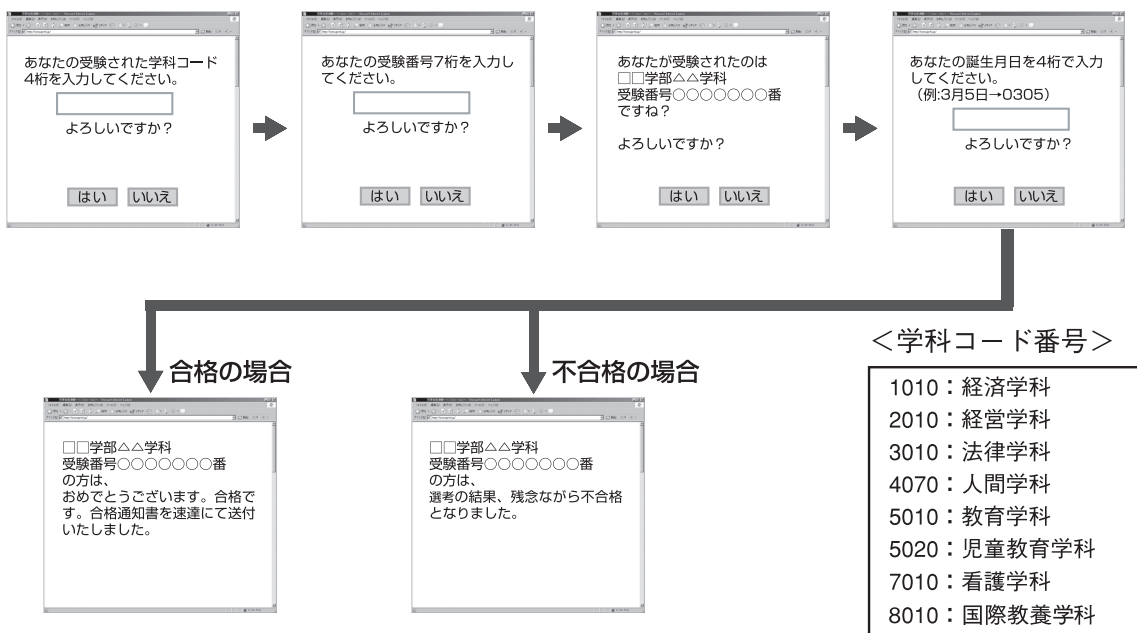 あなたの受験された学科コード
4桁を入力してください。
よろしいですか？
はい いいえ
あなたの受験番号7桁を入力し
てください。
よろしいですか？
はい いいえ
あなたが受験されたのは
□□学部△△学科
受験番号○○○○○○○番
ですね？
よろしいですか？
はい いいえ
あなたの誕生月日を4桁で入力
してください。
（例:3月5日→0305）
よろしいですか？
はい いいえ
合格の場合
□□学部△△学科
受験番号○○○○○○○番
の方は、
おめでとうございます。合格で
す。合格通知書を速達にて送付
いたしました。
不合格の場合
□□学部△△学科
受験番号○○○○○○○番
の方は、
選考の結果、残念ながら不合格
となりました。
＜学科コード番号＞
1010：経済学科
2010：経営学科
3010：法律学科
4070：人間学科
5010：教育学科
5020：児童教育学科
7010：看護学科
8010：国際教養学科